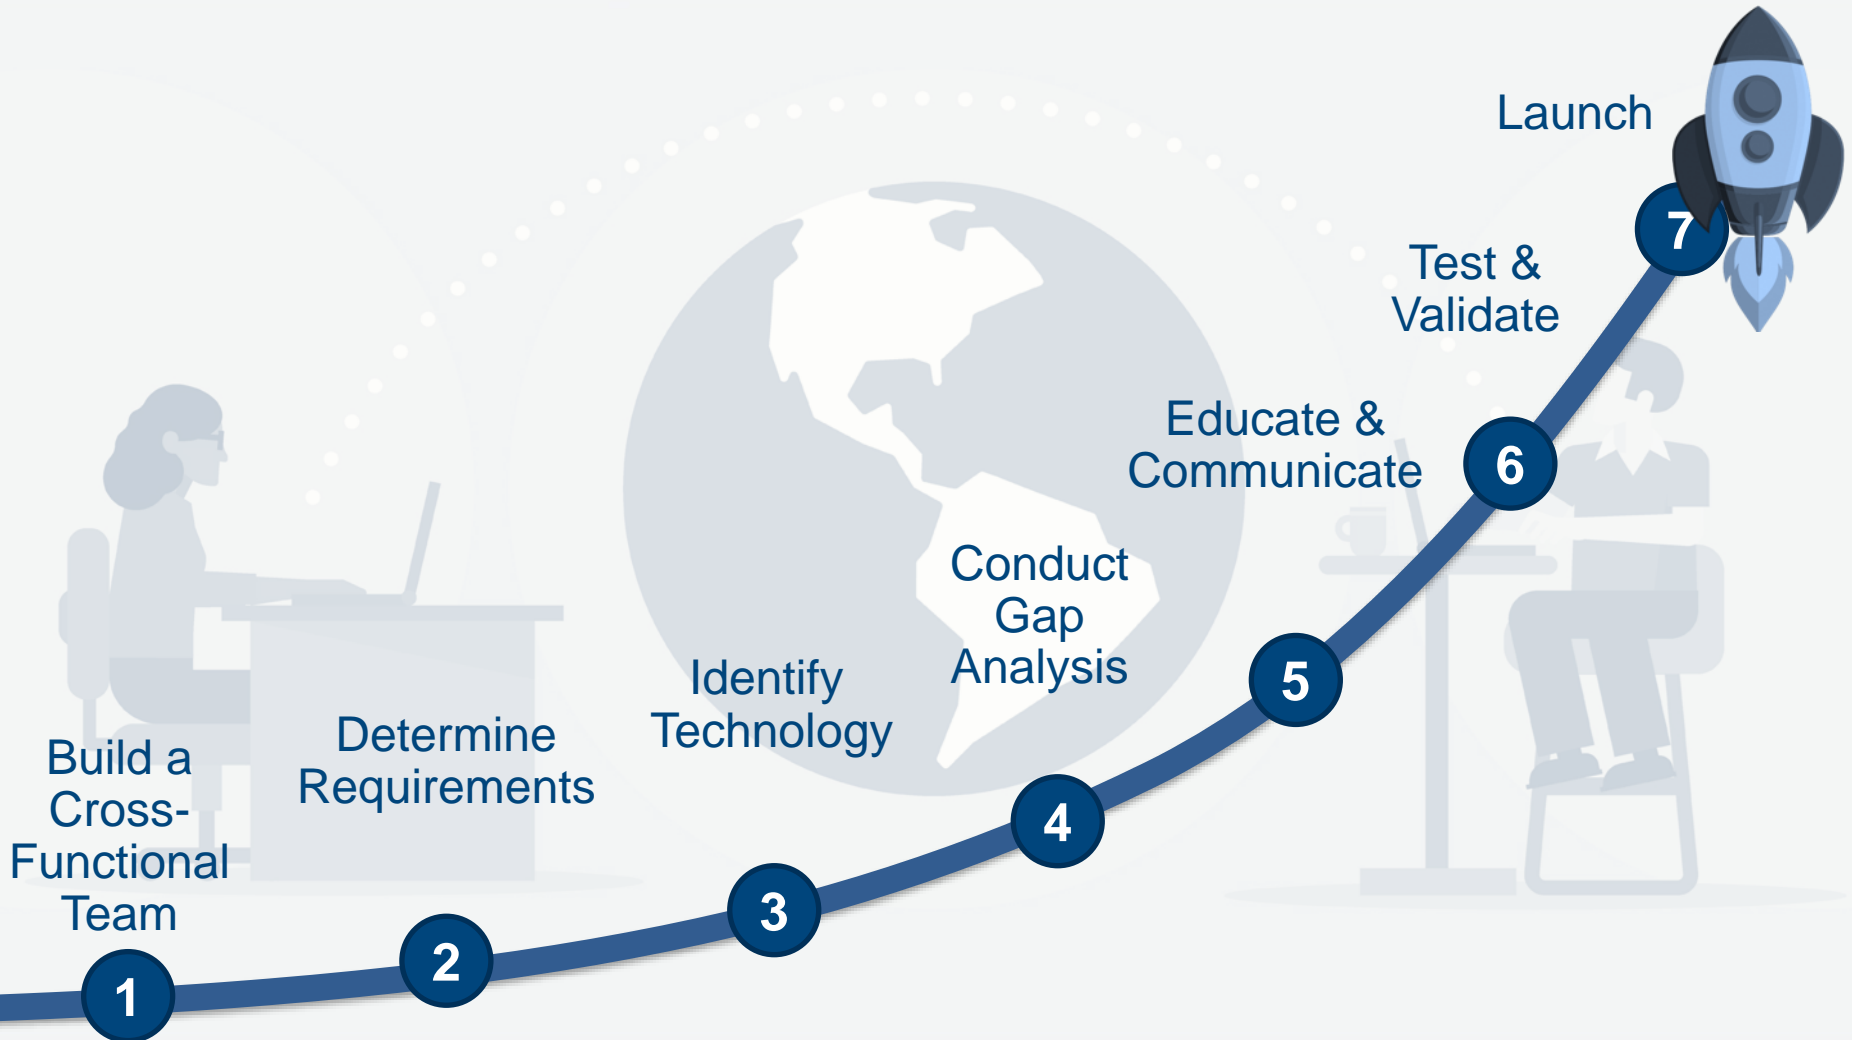 Build a
Cross-
Functional
Team
1
Determine
Requirements
2
Identify
Technology
3
Conduct
Gap
Analysis
4
Educate &
Communicate
5
Test &
Validate
6
Launch
7